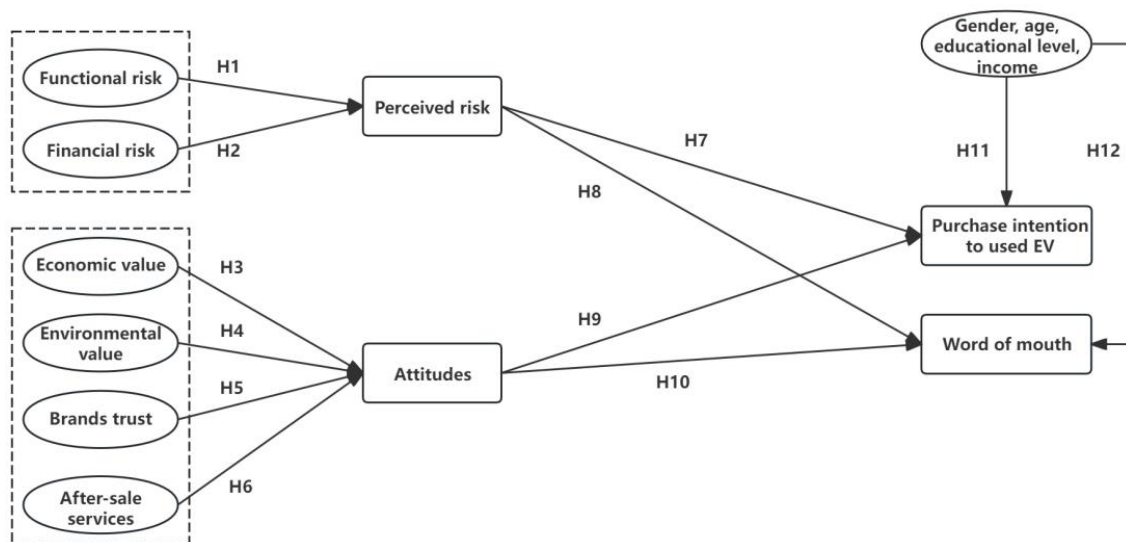 Gender, age,
educational level,
income
Functional risk
H1
Perceived risk
Financial risk
H2
H7
H11
H12
H8
Purchase intention
to used EV
Economic value
H3
Environmental
value
H4
H9
Word of mouth
Attitudes
H10
Brands trust
H5
After-sale
services
H6